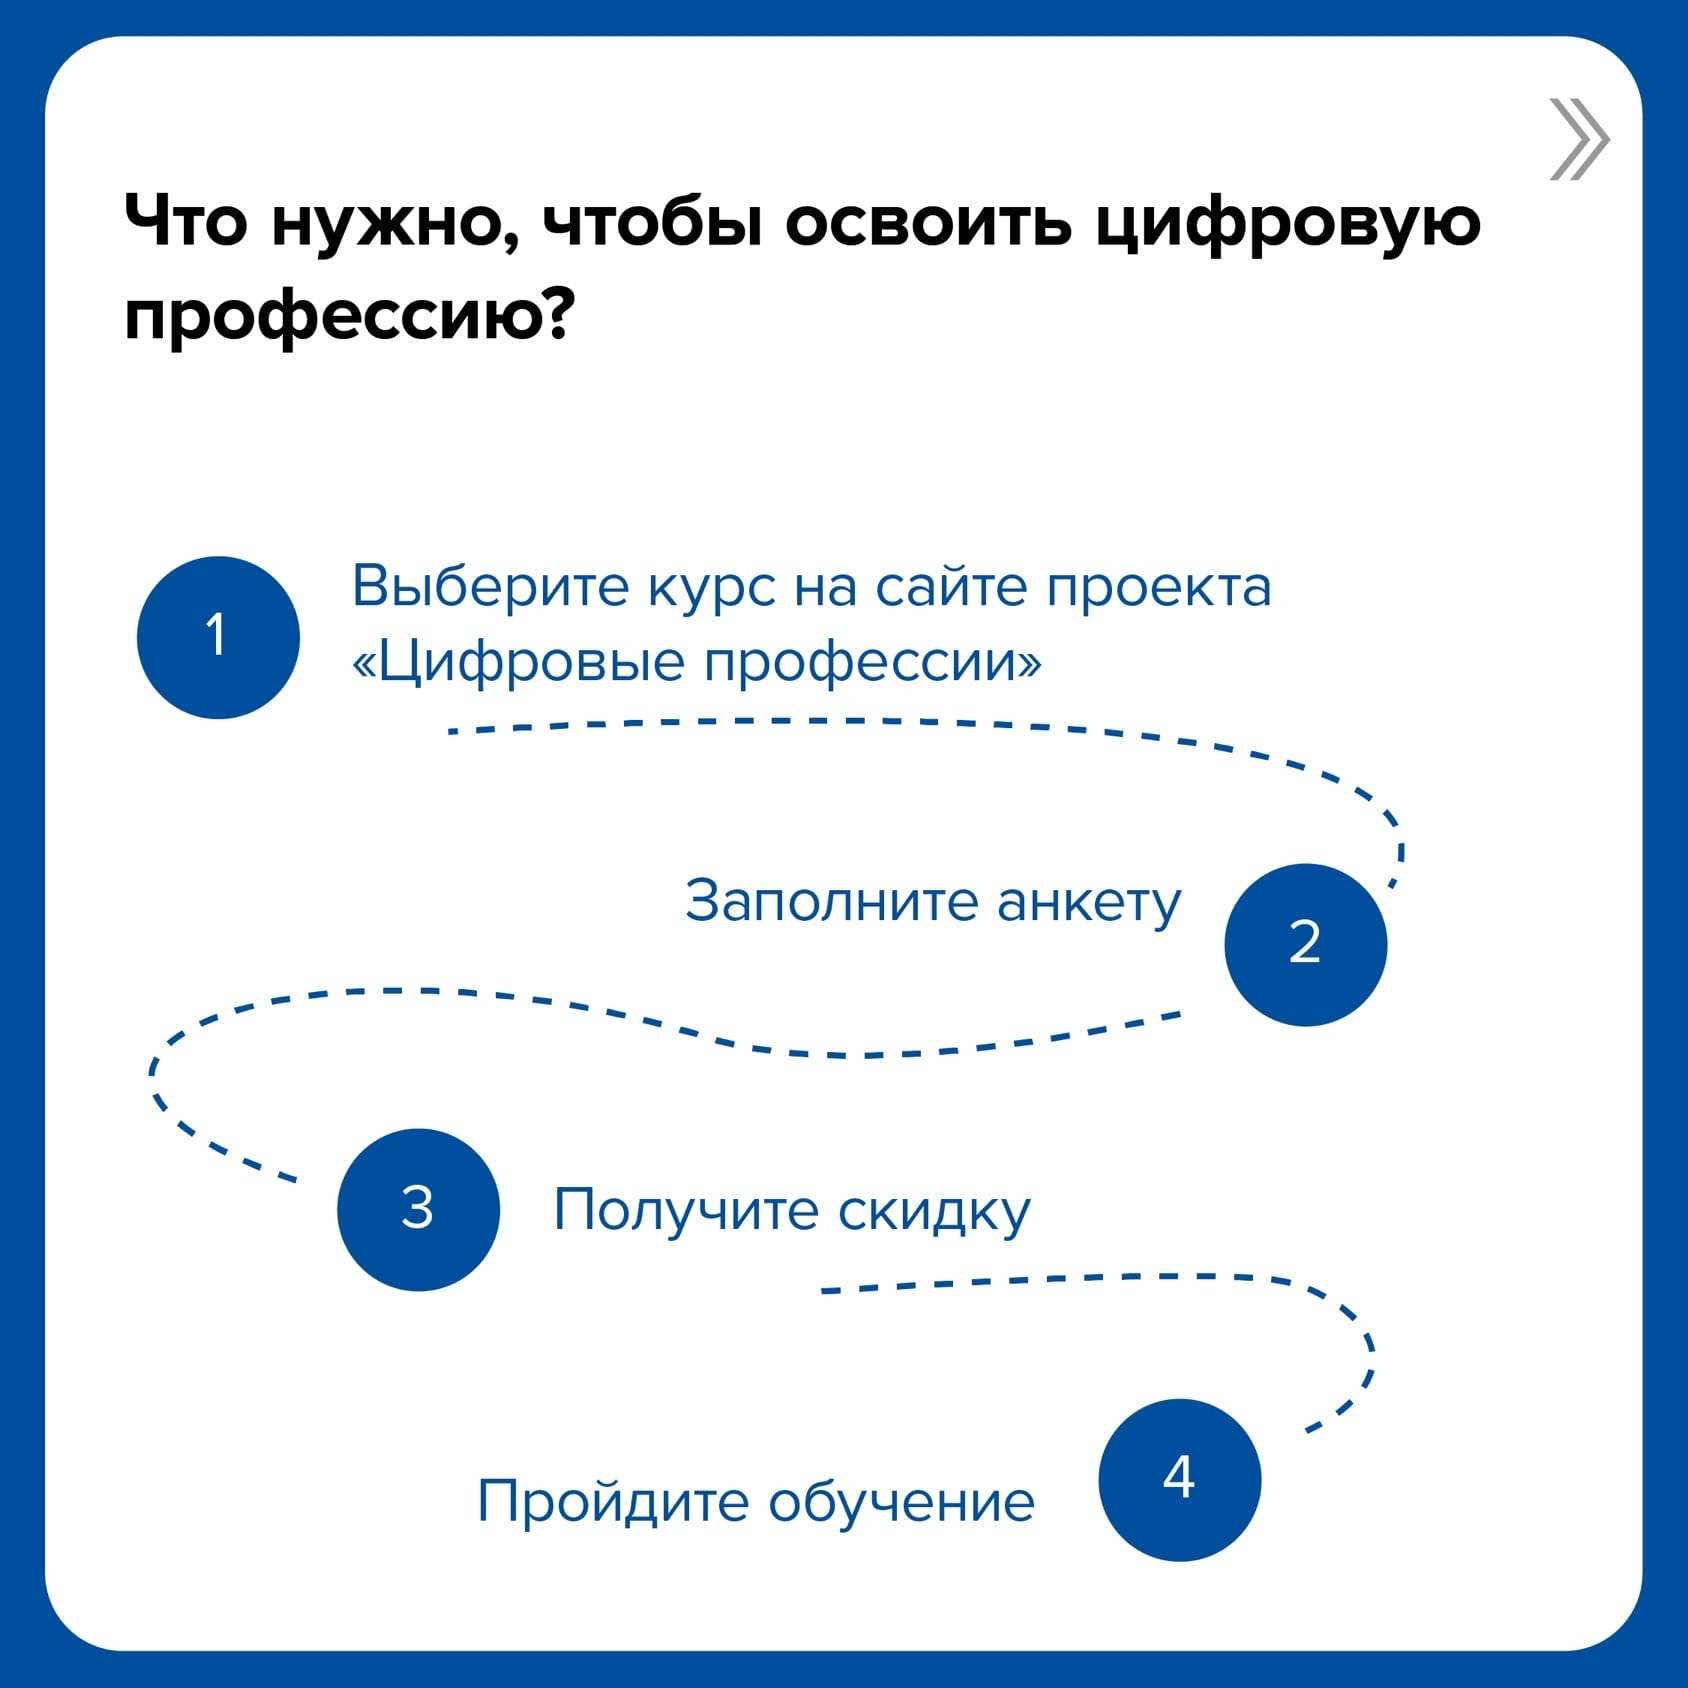 Что нужно, чтобы освоить цифровую
профессию?
1
Выберите курс на сайте проекта
«Цифровые профессии»
Заполните анкету
2
3
Получите скидку
Пройдите обучение
4